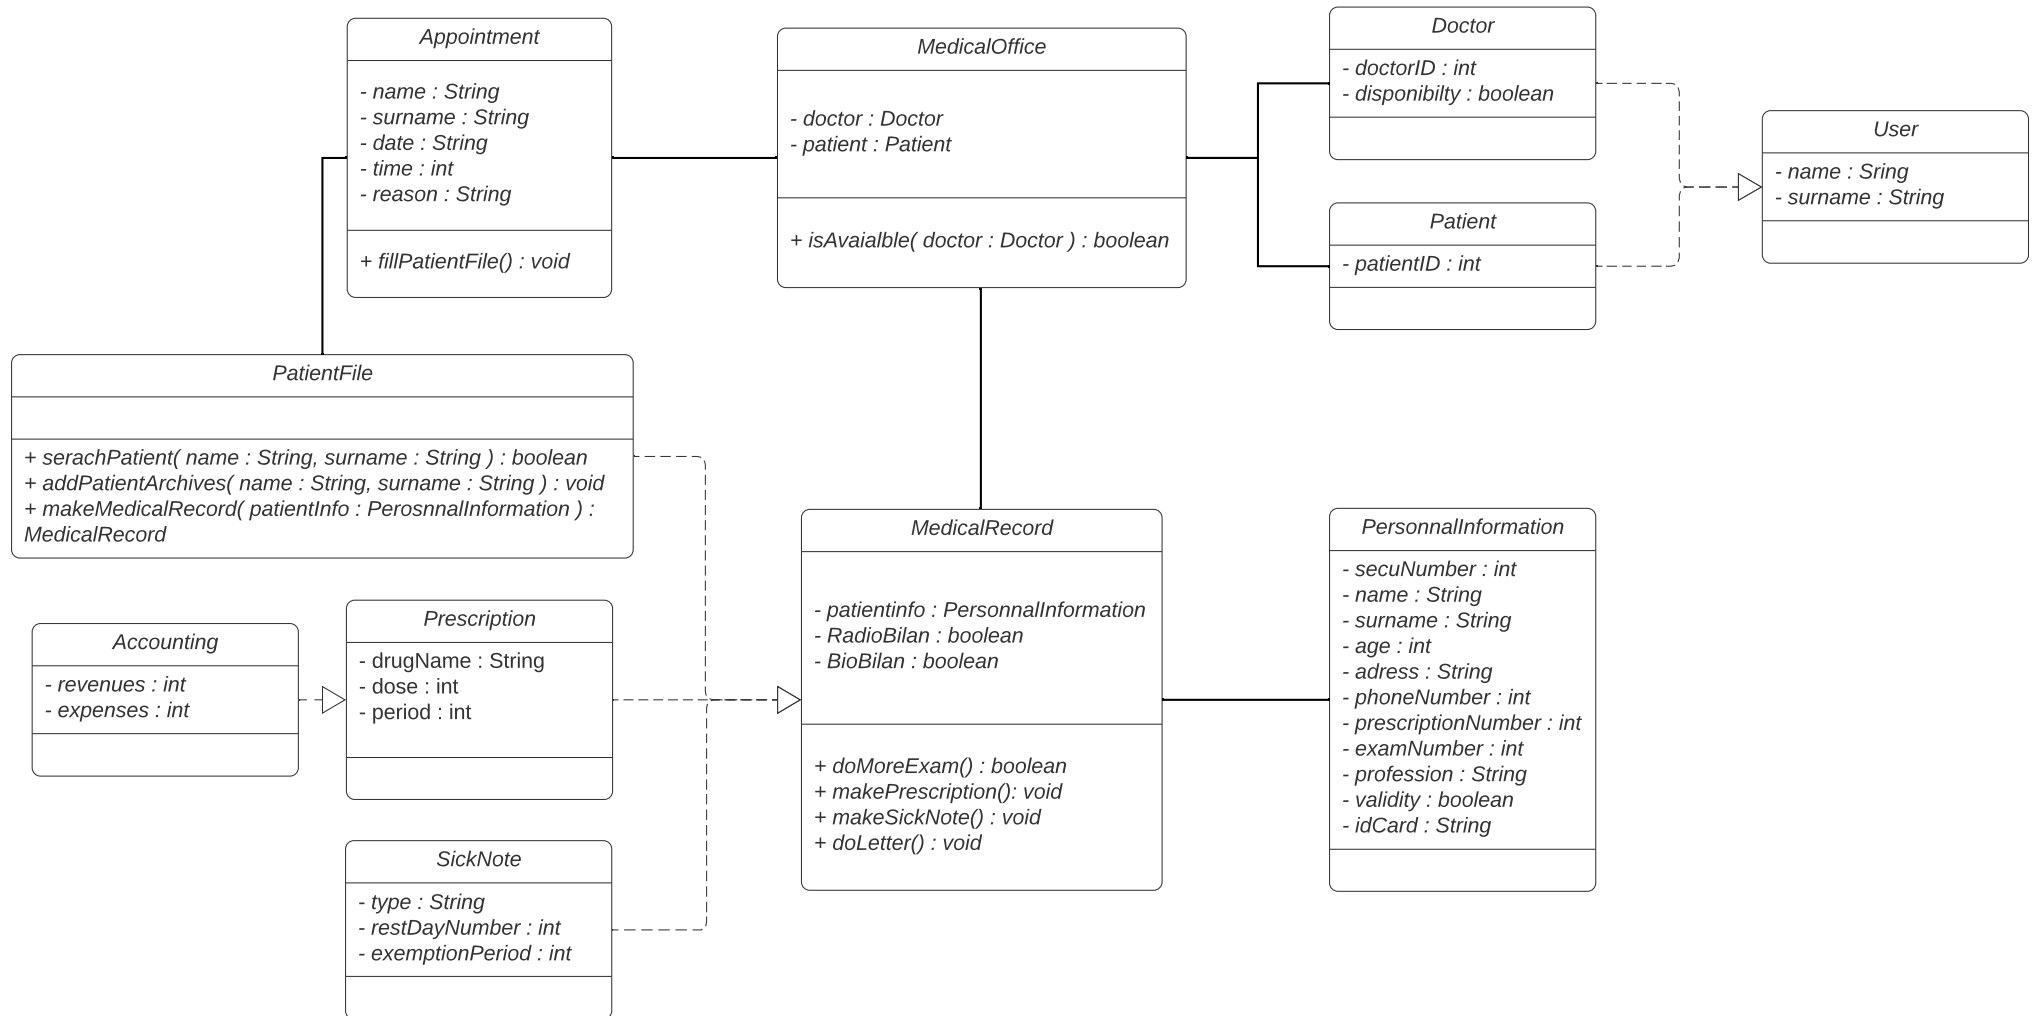 Appointment
- name : String
- surname : String
- date : String
- time : int
- reason : String
+ fillPatientFile() : void
MedicalOffice
- doctor : Doctor
- patient : Patient
+ isAvaialble( doctor : Doctor ) : boolean
Doctor
- doctorID : int
- disponibilty : boolean
Patient
- patientID : int
User
- name : Sring
- surname : String
PatientFile
+ serachPatient( name : String, surname : String ) : boolean
+ addPatientArchives( name : String, surname : String ) : void
+ makeMedicalRecord( patientInfo : PerosnnalInformation ) :
MedicalRecord
Accounting
- revenues : int
- expenses : int
Prescription
- drugName : String
- dose : int
- period : int
SickNote
- type : String
- restDayNumber : int
- exemptionPeriod : int
MedicalRecord
- patientinfo : PersonnalInformation
- RadioBilan : boolean
- BioBilan : boolean
+ doMoreExam() : boolean
+ makePrescription(): void
+ makeSickNote() : void
+ doLetter() : void
PersonnalInformation
- secuNumber : int
- name : String
- surname : String
- age : int
- adress : String
- phoneNumber : int
- prescriptionNumber : int
- examNumber : int
- profession : String
- validity : boolean
- idCard : String